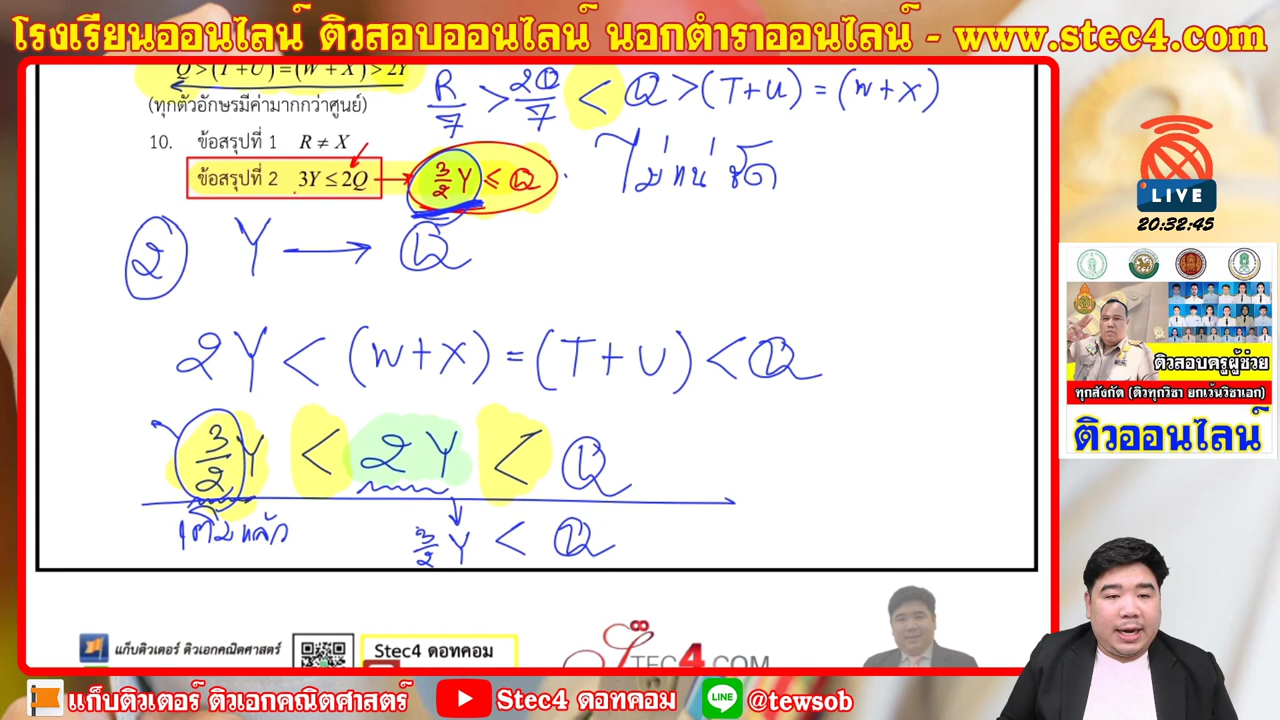 โรงเรียนออนไลน์ ติวสอบออนไลน์ นอกตำราออนไลน์ - www.stec4.com
Q > (T + U) = (W + X) > 2Y
(ทุกตัวอักษรมีค่ามากกว่าศูนย์)
R/7 > 2Q/7 < Q > (T+U) = (W+X)
10. ข้อสรุปที่ 1 R ≠ X
ข้อสรุปที่ 2 3Y ≤ 2Q → 3/2 Y ≤ Q
ไม่แน่ชัด
2 Y → Q
2Y < (W+X) = (T+U) < Q
3/2 Y < 2Y < Q
เติมแล้ว
3/2 Y < Q
LIVE
20:32:45
ติวสอบครูผู้ช่วย
ทุกสังกัด (ติวทุกวิชา ยกเว้นวิชาเอก)
ติวออนไลน์
แก๊บติวเตอร์ ติวเอกคณิตศาสตร์
Stec4 ดอทคอม
STEC4.COM
แก๊บติวเตอร์ ติวเอกคณิตศาสตร์
Stec4 ดอทคอม
LINE
@tewsob